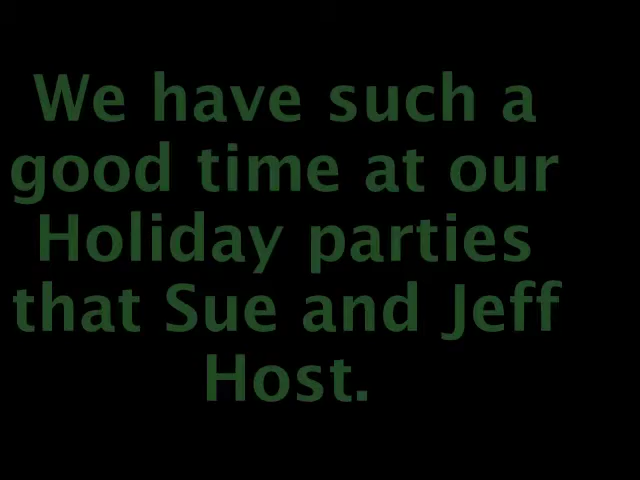 We have such a
good time at our
Holiday parties
that Sue and Jeff
Host.